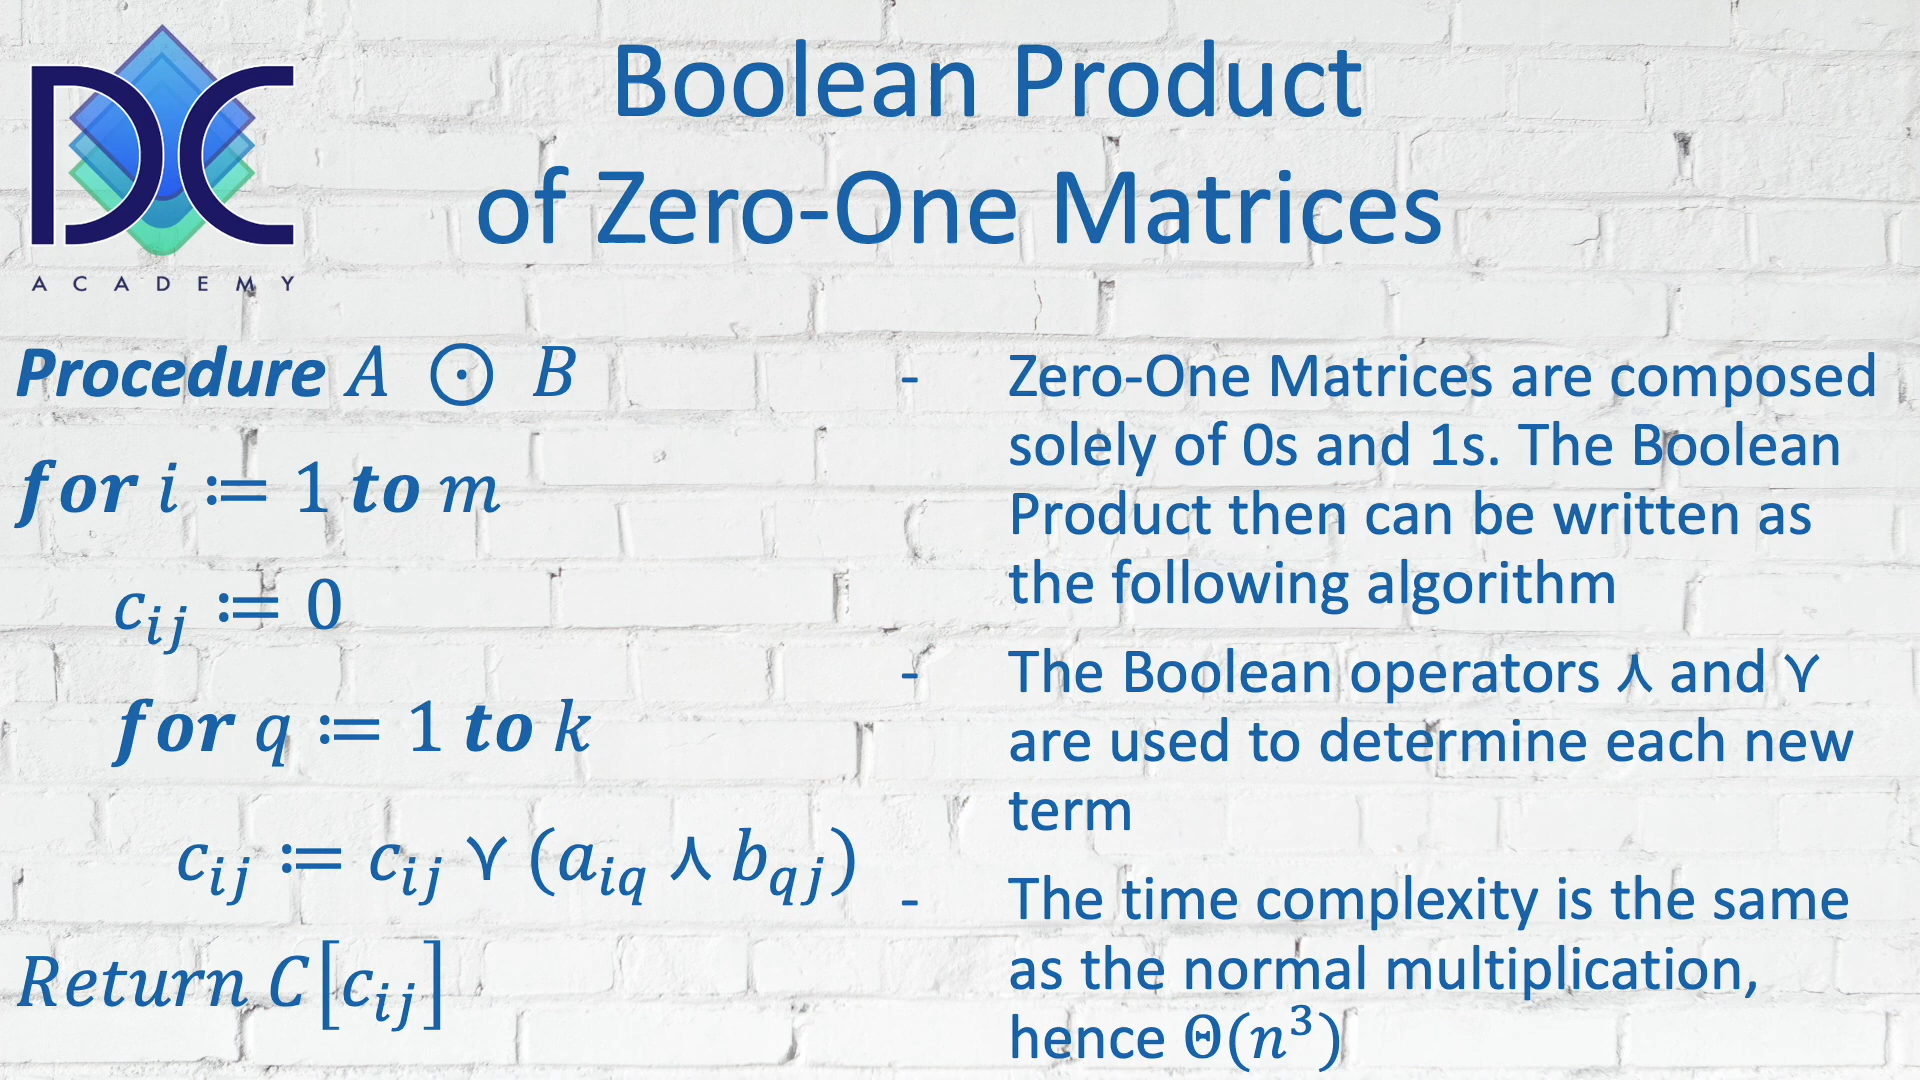 DC
ACADEMY
Boolean Product
of Zero-One Matrices
Procedure A ⊙ B
for i ≔ 1 to m
c_ij ≔ 0
for q ≔ 1 to k
c_ij ≔ c_ij ⋎ (a_iq ⋏ b_qj)
Return C[c_ij]
- Zero-One Matrices are composed
solely of 0s and 1s. The Boolean
Product then can be written as
the following algorithm
- The Boolean operators ⋏ and ⋎
are used to determine each new
term
- The time complexity is the same
as the normal multiplication,
hence Θ(n³)